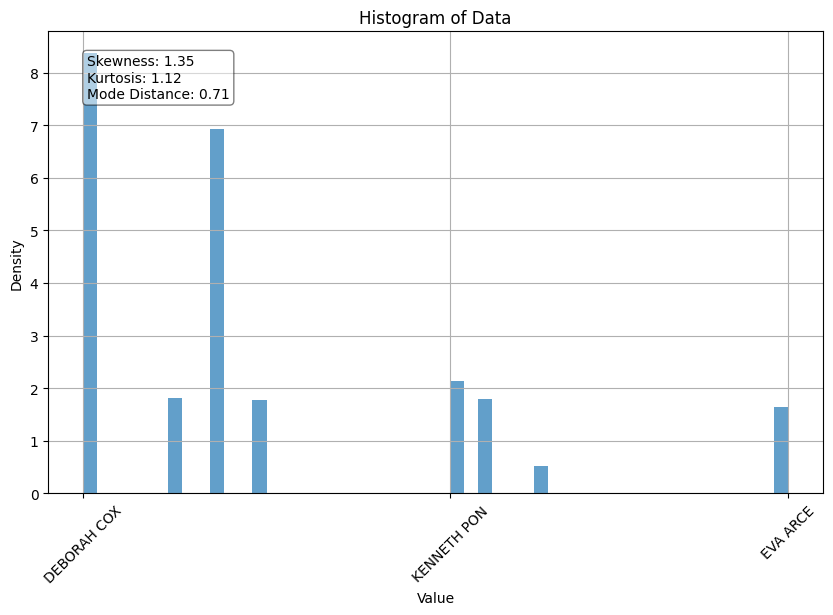 Histogram of Data
Skewness: 1.35
Kurtosis: 1.12
Mode Distance: 0.71
8
7
6
5
4
3
2
1
0
Density
DEBORAH COX
KENNETH PON
EVA ARCE
Value